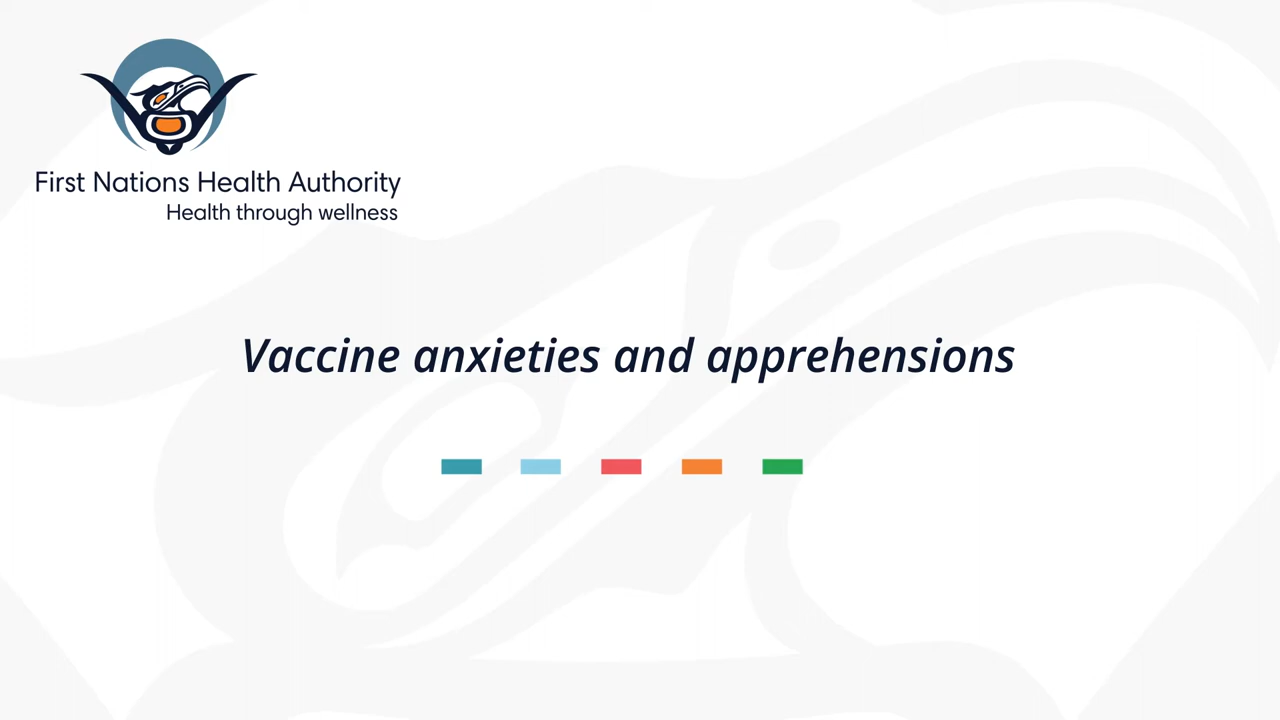 First Nations Health Authority
Health through wellness
Vaccine anxieties and apprehensions